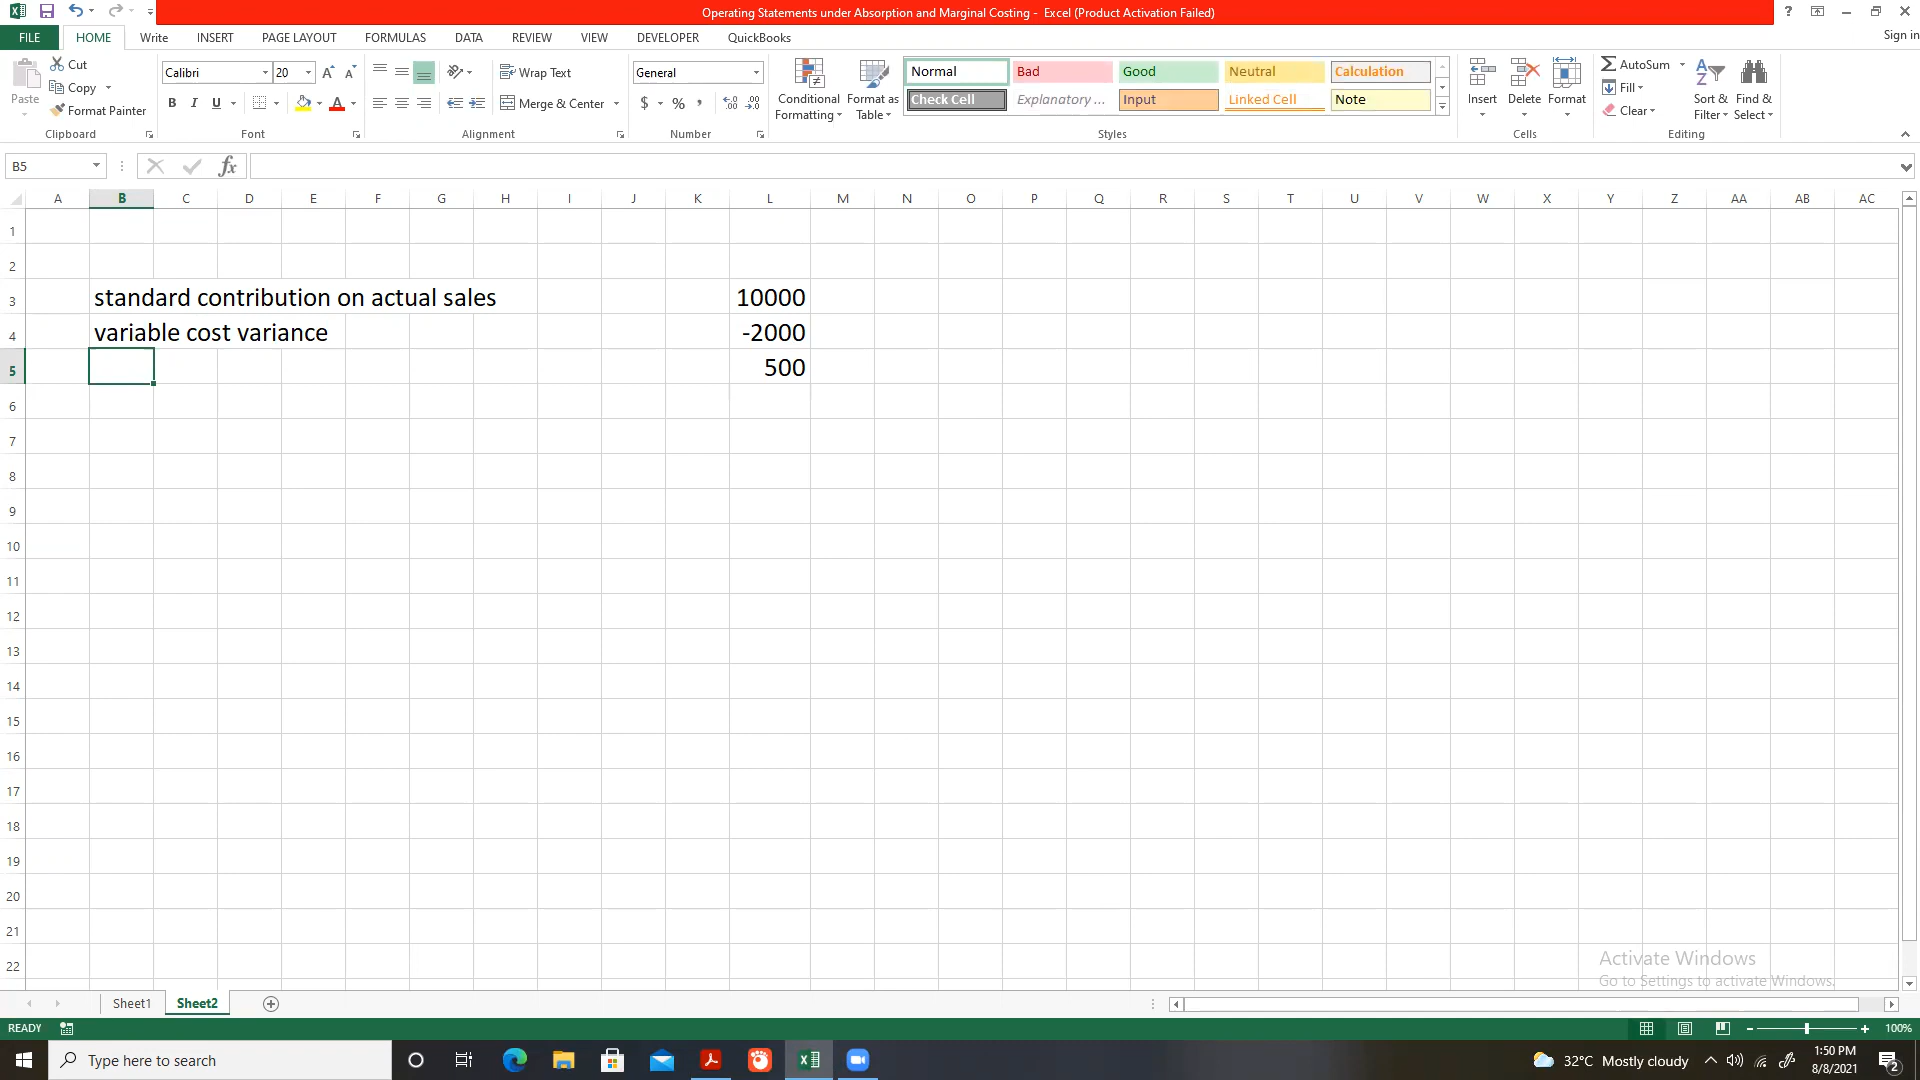 Operating Statements under Absorption and Marginal Costing - Excel (Product Activation Failed)
Sign in
FILE HOME Write INSERT PAGE LAYOUT FORMULAS DATA REVIEW VIEW DEVELOPER QuickBooks
Paste
Cut
Copy
Format Painter
Clipboard
Calibri 20
B I U
Font
Wrap Text
Merge & Center
Alignment
General
$ %
Number
Conditional Formatting
Format as Table
Normal Bad Good Neutral Calculation
Check Cell Explanatory ... Input Linked Cell Note
Styles
Insert Delete Format
Cells
AutoSum
Fill
Clear
Sort & Filter
Find & Select
Editing
B5
fx
A B C D E F G H I J K L M N O P Q R S T U V W X Y Z AA AB AC
1
2
3 standard contribution on actual sales 10000
4 variable cost variance -2000
5 500
6
7
8
9
10
11
12
13
14
15
16
17
18
19
20
21
22
Activate Windows
Go to Settings to activate Windows.
Sheet1 Sheet2
READY
100%
Type here to search
32°C Mostly cloudy
1:50 PM
8/8/2021
2